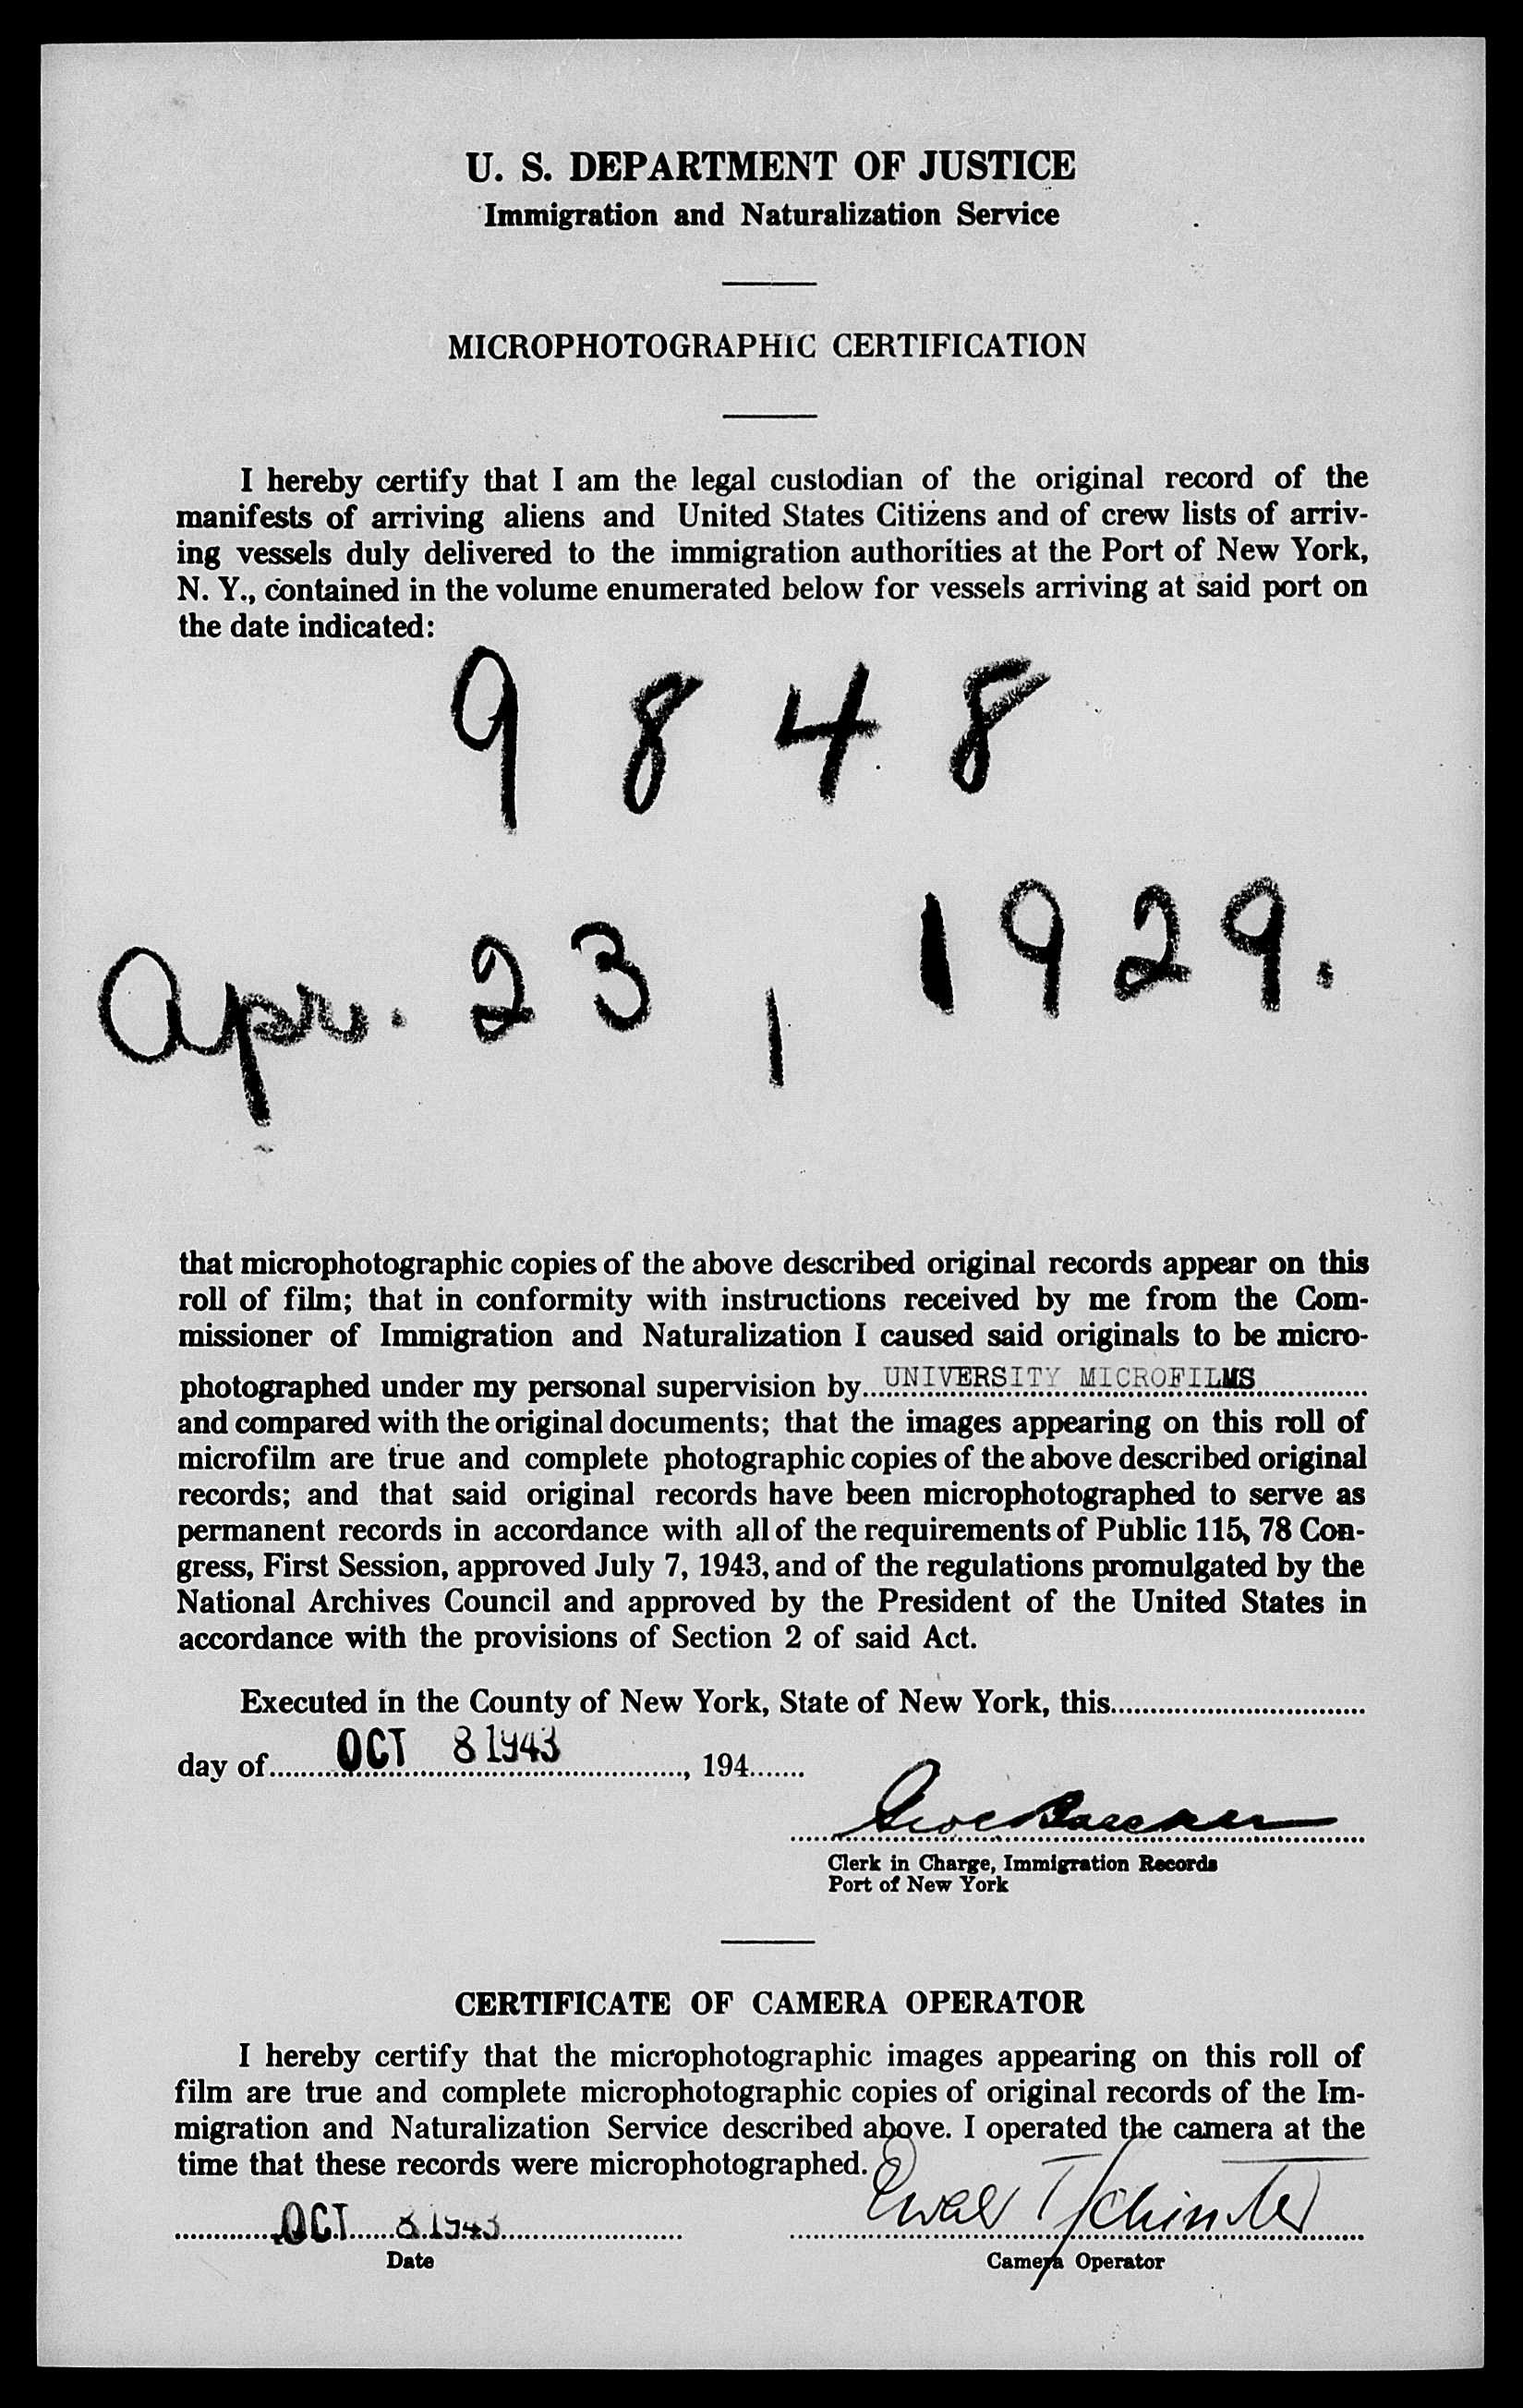 U. S. DEPARTMENT OF JUSTICE
Immigration and Naturalization Service
MICROPHOTOGRAPHIC CERTIFICATION
I hereby certify that I am the legal custodian of the original record of the
manifests of arriving aliens and United States Citizens and of crew lists of arriv-
ing vessels duly delivered to the immigration authorities at the Port of New York,
N. Y., contained in the volume enumerated below for vessels arriving at said port on
the date indicated:
9848
Apr. 23, 1929.
that microphotographic copies of the above described original records appear on this
roll of film; that in conformity with instructions received by me from the Com-
missioner of Immigration and Naturalization I caused said originals to be micro-
photographed under my personal supervision by UNIVERSITY MICROFILMS
and compared with the original documents; that the images appearing on this roll of
microfilm are true and complete photographic copies of the above described original
records; and that said original records have been microphotographed to serve as
permanent records in accordance with all of the requirements of Public 115, 78 Con-
gress, First Session, approved July 7, 1943, and of the regulations promulgated by the
National Archives Council and approved by the President of the United States in
accordance with the provisions of Section 2 of said Act.
Executed in the County of New York, State of New York, this
day of OCT 8 1943, 194
Clerk in Charge, Immigration Records
Port of New York
CERTIFICATE OF CAMERA OPERATOR
I hereby certify that the microphotographic images appearing on this roll of
film are true and complete microphotographic copies of original records of the Im-
migration and Naturalization Service described above. I operated the camera at the
time that these records were microphotographed.
OCT 8 1943
Date
Camera Operator